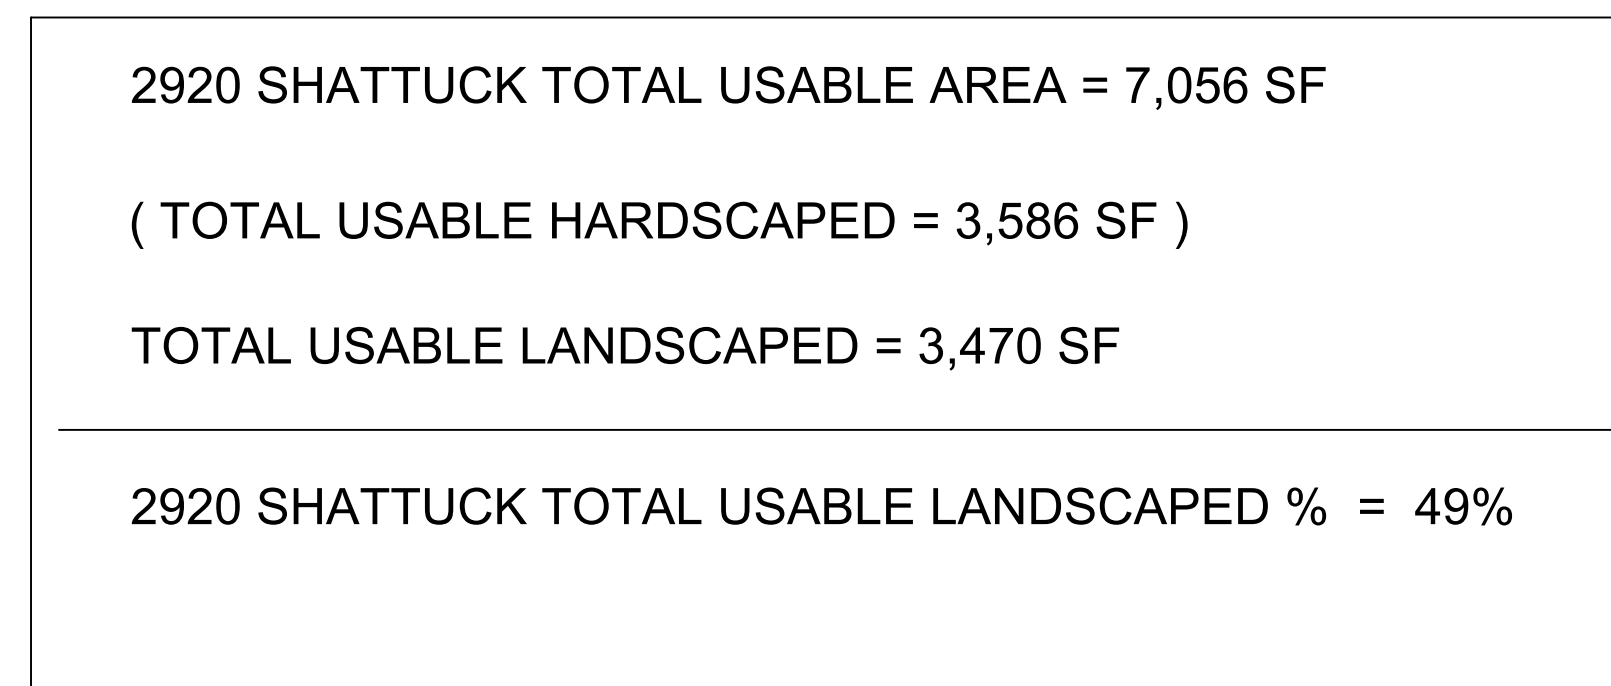 2920 SHATTUCK TOTAL USABLE AREA = 7,056 SF
( TOTAL USABLE HARDSCAPED = 3,586 SF )
TOTAL USABLE LANDSCAPED = 3,470 SF
2920 SHATTUCK TOTAL USABLE LANDSCAPED % = 49%